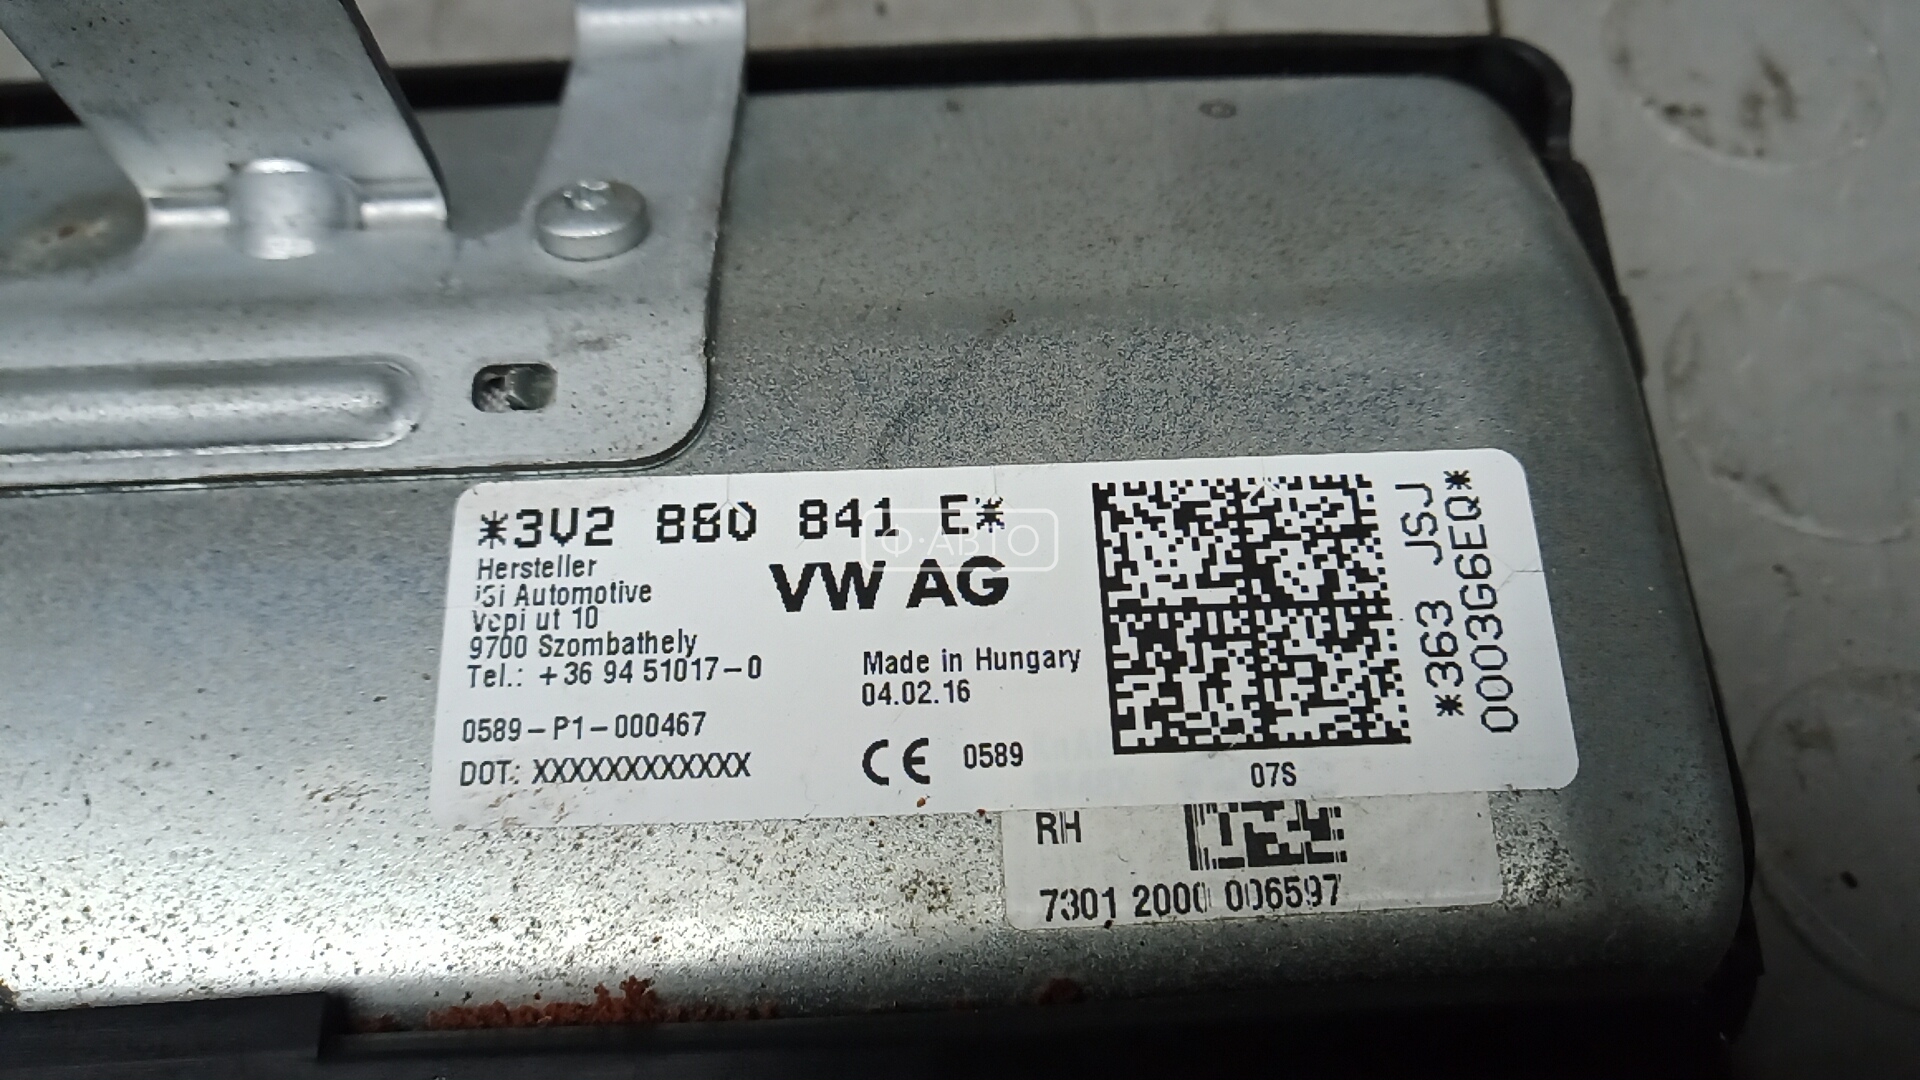 *3V2 880 841 E*
Ф·АВТО
Hersteller
iSi Automotive
Vepi ut 10
9700 Szombathely
Tel.: +36 94 51017-0
VW AG
Made in Hungary
04.02.16
0589-P1-000467
DOT: XXXXXXXXXXXX
CE 0589
07S
*363 JSJ
0003G6EQ*
RH
7301 2000 006597